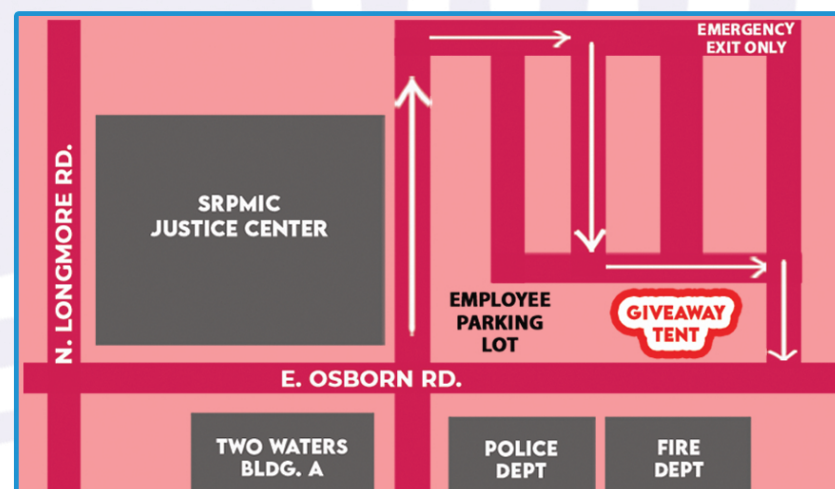 EMERGENCY
EXIT ONLY
N. LONGMORE RD.
SRPMIC
JUSTICE CENTER
EMPLOYEE
PARKING
LOT
GIVEAWAY
TENT
E. OSBORN RD.
TWO WATERS
BLDG. A
POLICE
DEPT
FIRE
DEPT